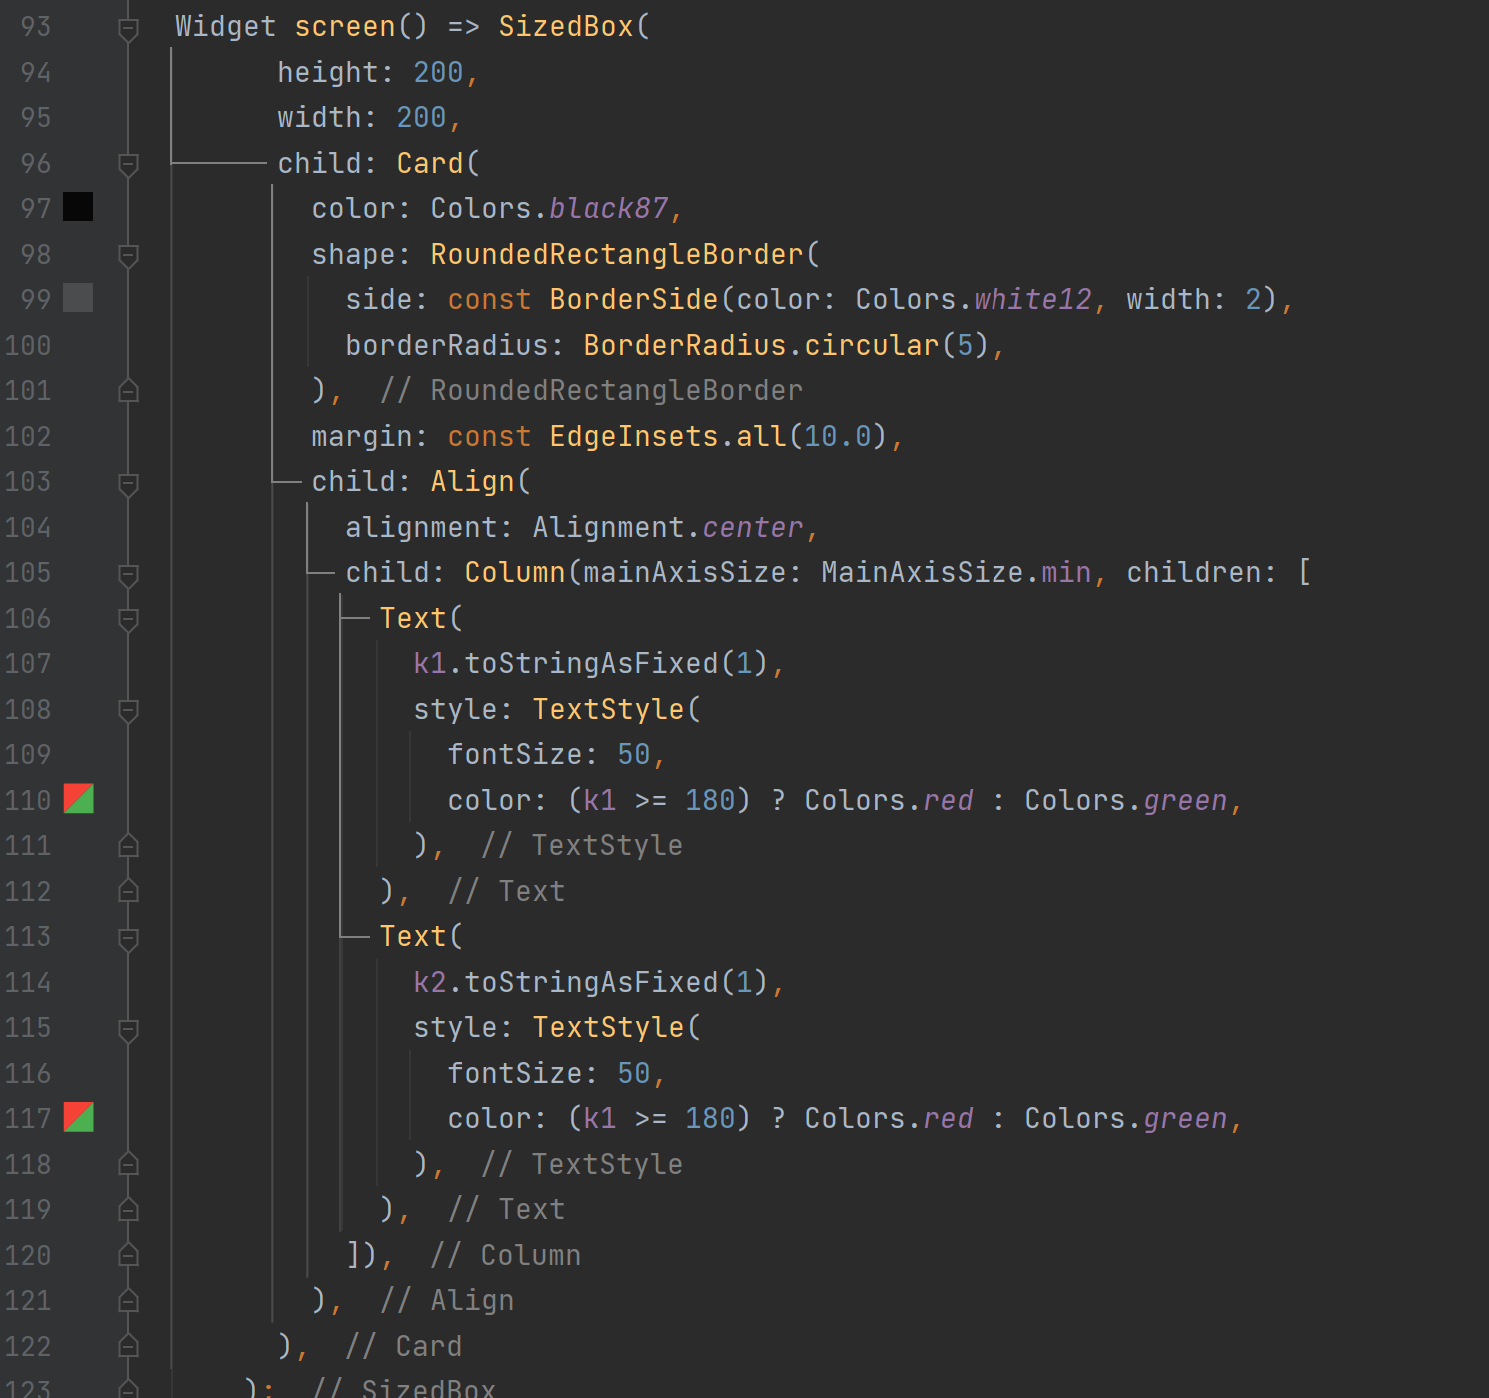 93 Widget screen() => SizedBox(
94 height: 200,
95 width: 200,
96 child: Card(
97 color: Colors.black87,
98 shape: RoundedRectangleBorder(
99 side: const BorderSide(color: Colors.white12, width: 2),
100 borderRadius: BorderRadius.circular(5),
101 ), // RoundedRectangleBorder
102 margin: const EdgeInsets.all(10.0),
103 child: Align(
104 alignment: Alignment.center,
105 child: Column(mainAxisSize: MainAxisSize.min, children: [
106 Text(
107 k1.toStringAsFixed(1),
108 style: TextStyle(
109 fontSize: 50,
110 color: (k1 >= 180) ? Colors.red : Colors.green,
111 ), // TextStyle
112 ), // Text
113 Text(
114 k2.toStringAsFixed(1),
115 style: TextStyle(
116 fontSize: 50,
117 color: (k1 >= 180) ? Colors.red : Colors.green,
118 ), // TextStyle
119 ), // Text
120 ]), // Column
121 ), // Align
122 ), // Card
123 ); // SizedBox